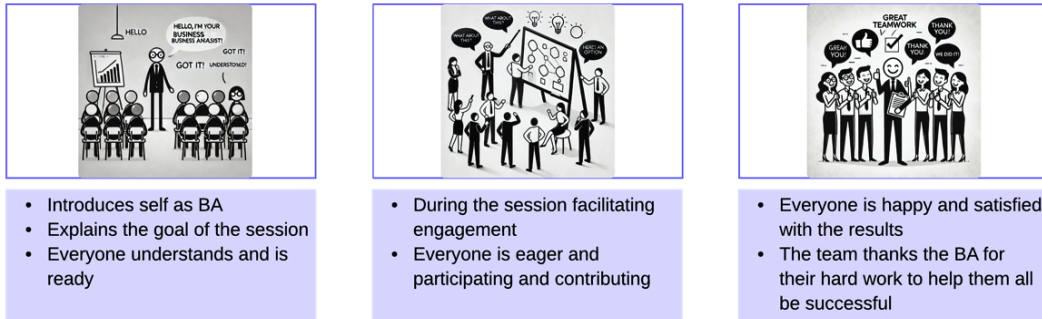 HELLO
HELLO, I'M YOUR
BUSINESS
BUSINESS ANAISIST!
GOT IT!
GOT IT!
UNDERSTONED!
WHAT ABOUT
THIS?
WHAT ABOUT
THIS?
HERE! AN
OPTION
GREAT
TEAMWORK
THANK
YOU!
GREAK
YOU!
THANK
YOU!
WE DID IT!
• Introduces self as BA
• Explains the goal of the session
• Everyone understands and is
ready
• During the session facilitating
engagement
• Everyone is eager and
participating and contributing
• Everyone is happy and satisfied
with the results
• The team thanks the BA for
their hard work to help them all
be successful